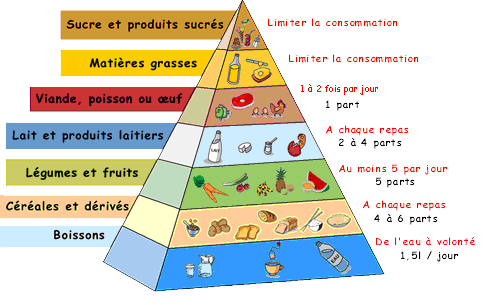 Sucre et produits sucrés
Limiter la consommation
Matières grasses
Limiter la consommation
Viande, poisson ou œuf
1 à 2 fois par jour
1 part
Lait et produits laitiers
A chaque repas
2 à 4 parts
Légumes et fruits
Au moins 5 par jour
5 parts
Céréales et dérivés
A chaque repas
4 à 6 parts
Boissons
De l'eau à volonté
1,5l / jour